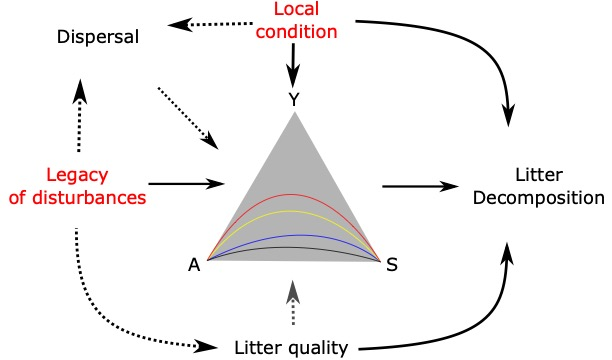 Local
condition
Dispersal
Y
Legacy
of disturbances
Litter
Decomposition
A
S
Litter quality